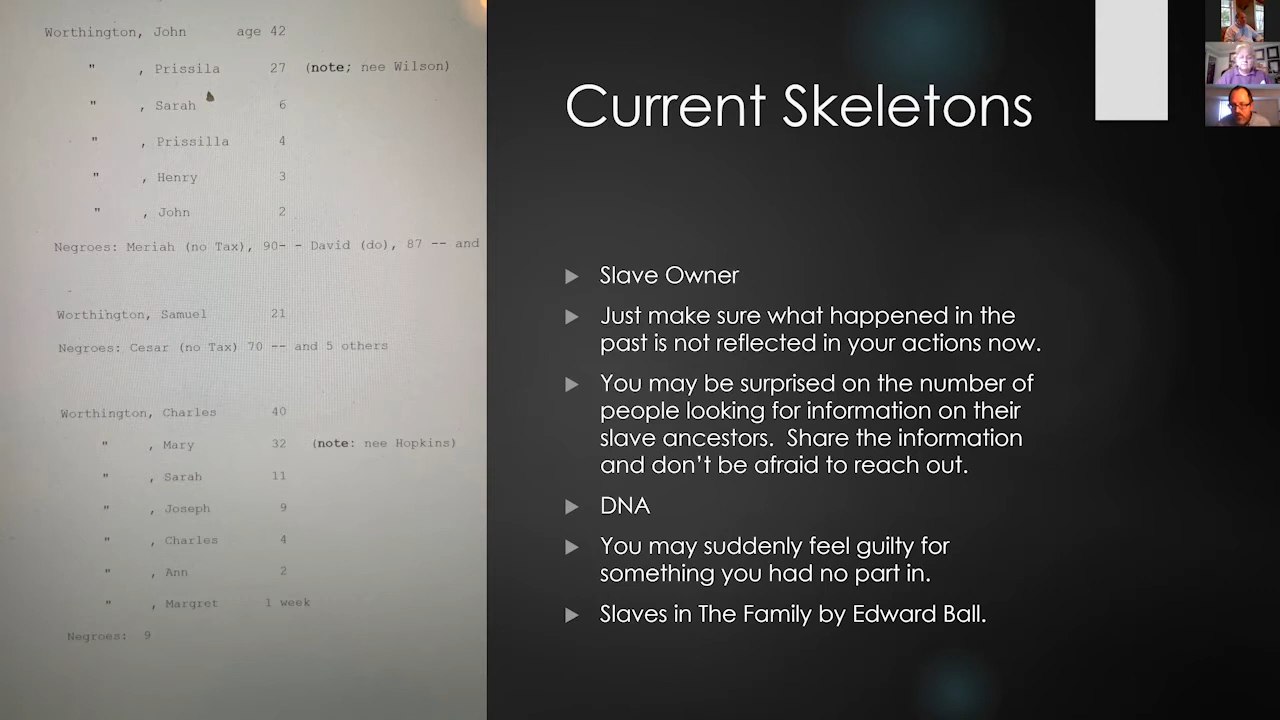 Worthington, John age 42
" , Prissila 27 (note; nee Wilson)
" , Sarah 6
" , Prissilla 4
" , Henry 3
" , John 2
Negroes: Meriah (no Tax), 90- - David (do), 87 -- and
Worthington, Samuel 21
Negroes: Cesar (no Tax) 70 -- and 5 others
Worthington, Charles 40
" , Mary 32 (note: nee Hopkins)
" , Sarah 11
" , Joseph 9
" , Charles 4
" , Ann 2
" , Margret 1 week
Negroes: 9
Current Skeletons
Slave Owner
Just make sure what happened in the
past is not reflected in your actions now.
You may be surprised on the number of
people looking for information on their
slave ancestors. Share the information
and don't be afraid to reach out.
DNA
You may suddenly feel guilty for
something you had no part in.
Slaves in The Family by Edward Ball.